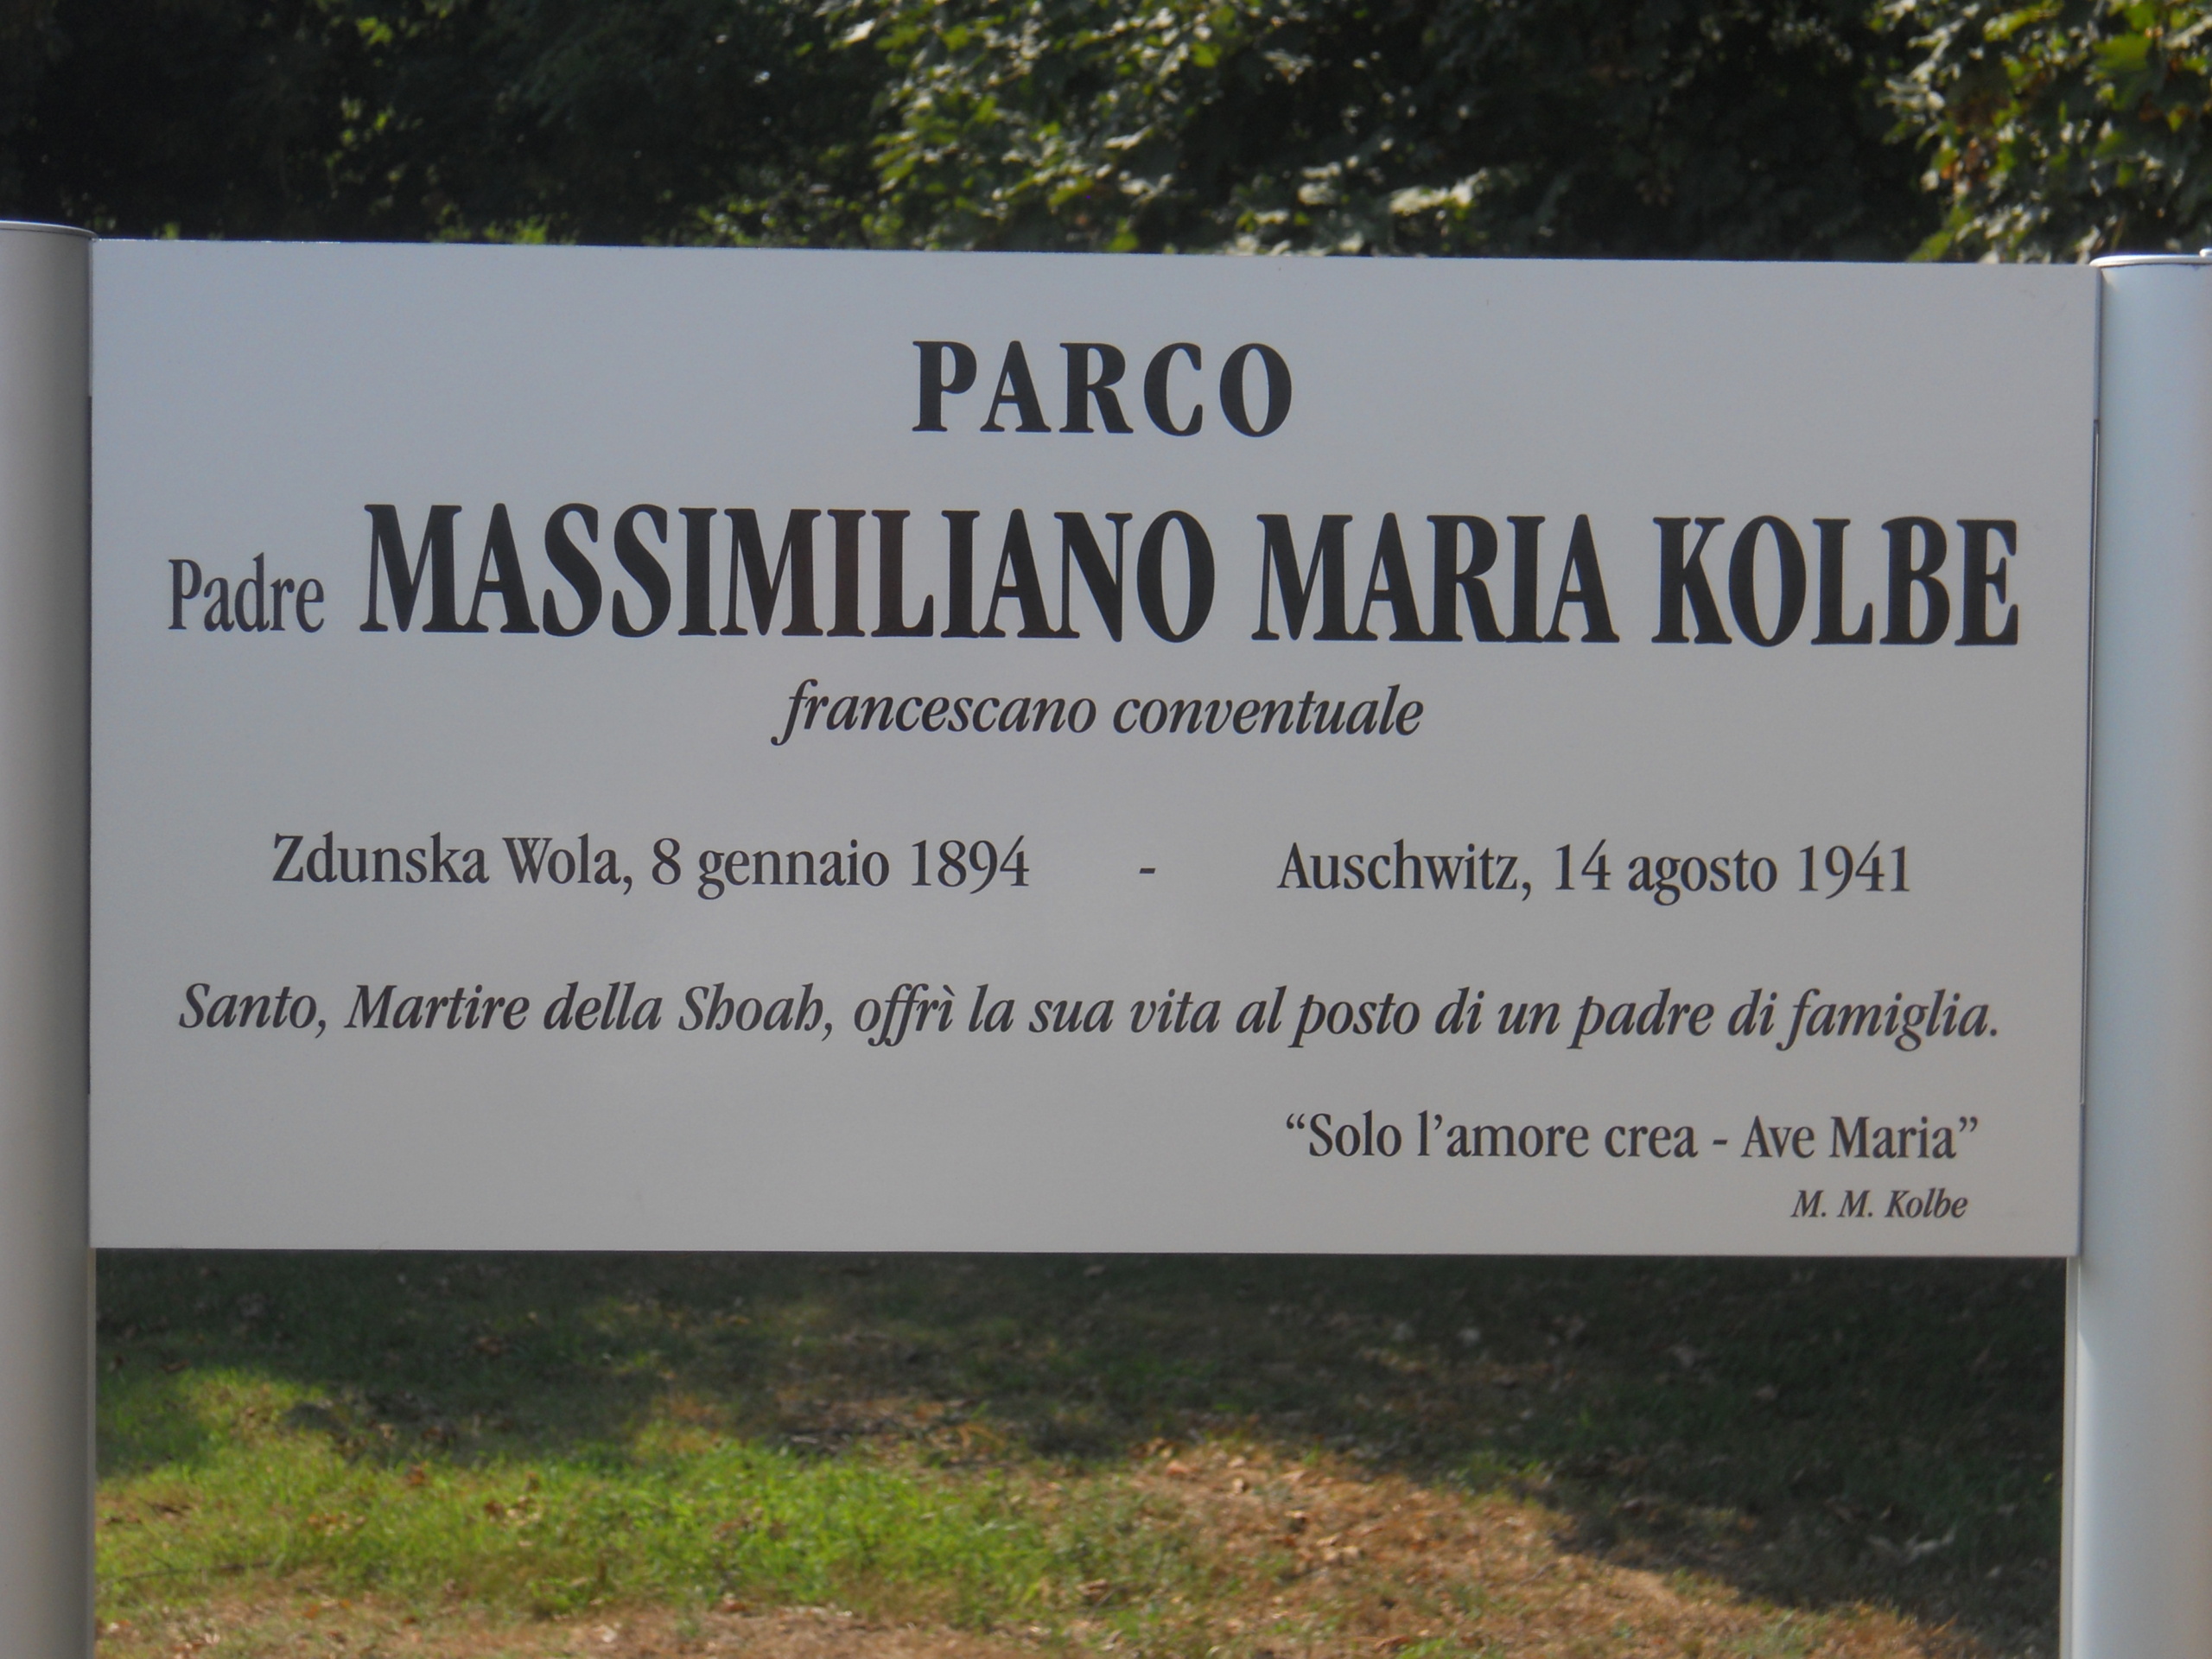 PARCO
Padre MASSIMILIANO MARIA KOLBE
francescano conventuale
Zdunska Wola, 8 gennaio 1894 - Auschwitz, 14 agosto 1941
Santo, Martire della Shoah, offrì la sua vita al posto di un padre di famiglia.
“Solo l’amore crea - Ave Maria”
M. M. Kolbe